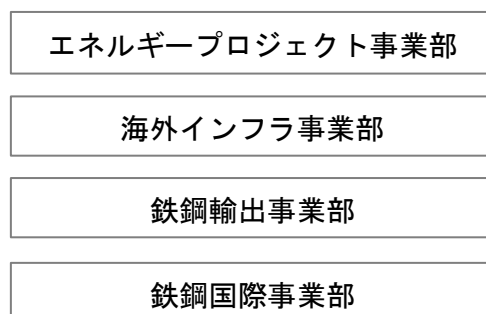 エネルギープロジェクト事業部
海外インフラ事業部
鉄鋼輸出事業部
鉄鋼国際事業部